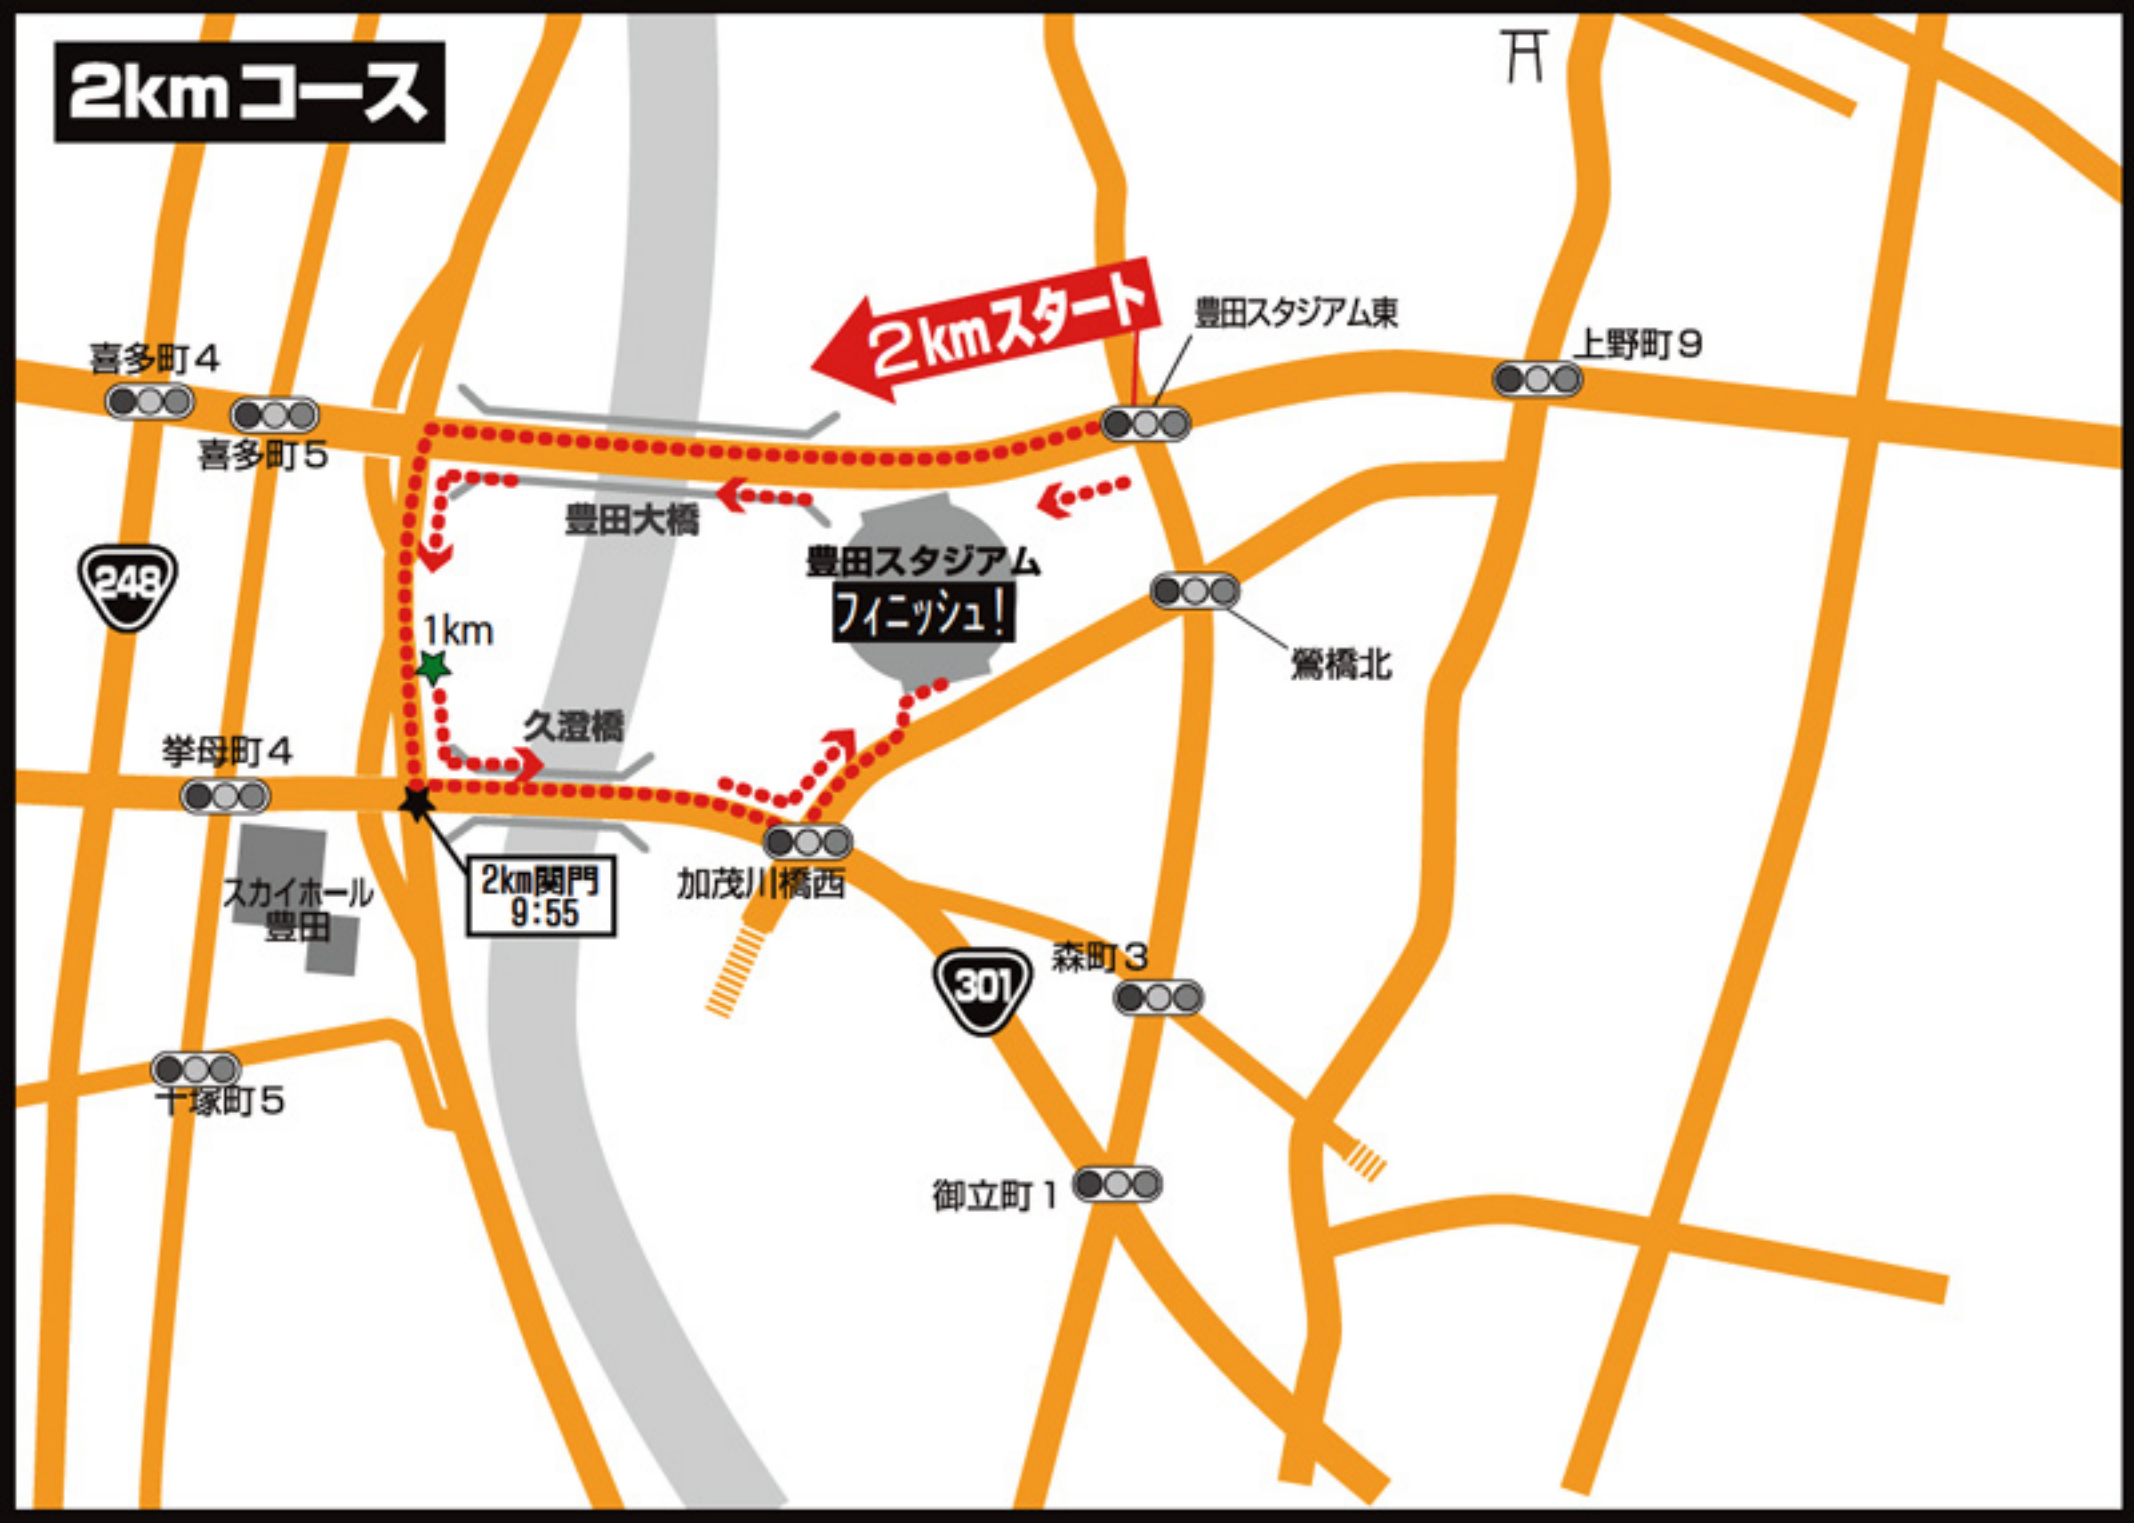 2kmコース
2kmスタート
豊田スタジアム東
上野町9
喜多町4
喜多町5
豊田大橋
豊田スタジアム
フィニッシュ!
248
1km
鶯橋北
久澄橋
挙母町4
2km関門
9:55
加茂川橋西
スカイホール
豊田
森町3
301
十塚町5
御立町1